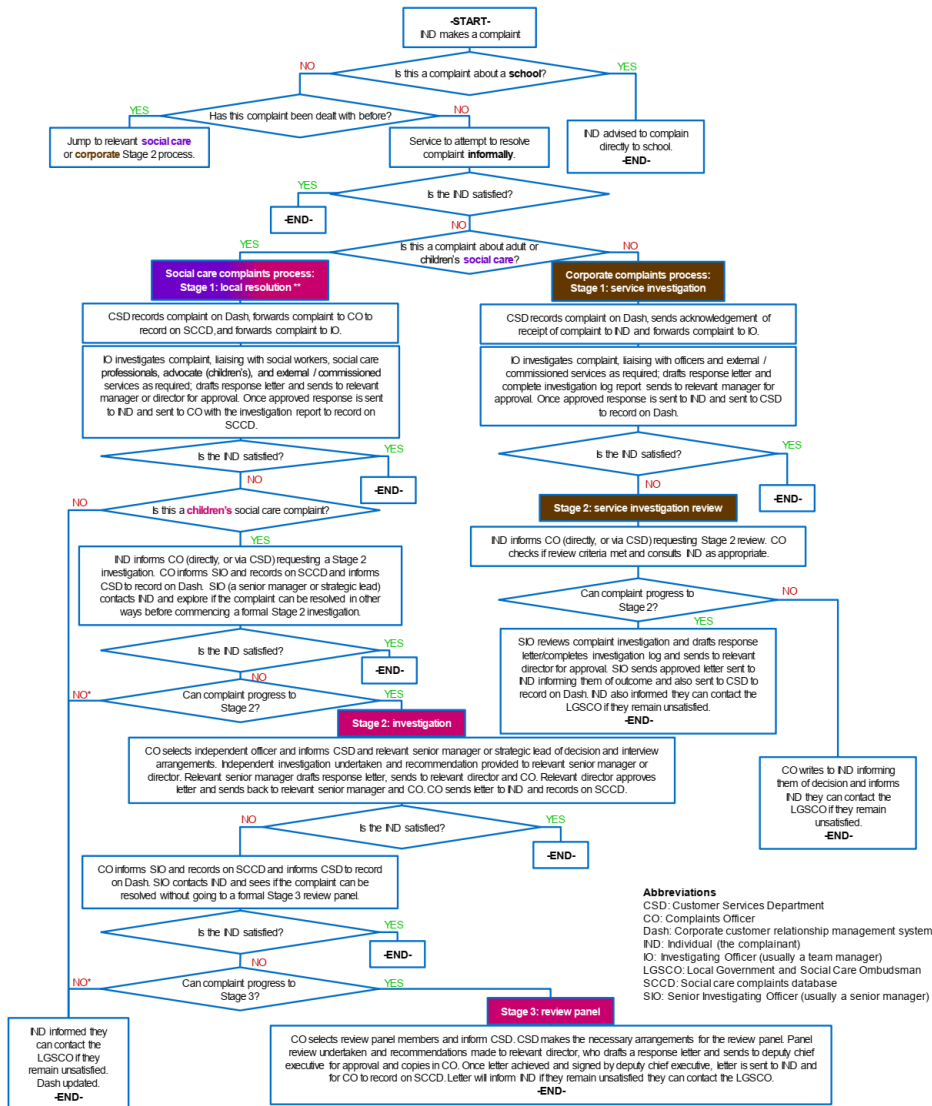 -START-
IND makes a complaint
Is this a complaint about a school?
NO
YES
Has this complaint been dealt with before?
YES
NO
Jump to relevant social care
or corporate Stage 2 process.
Service to attempt to resolve
complaint informally.
IND advised to complain
directly to school.
-END-
Is the IND satisfied?
YES
-END-
NO
Is this a complaint about adult or
children's social care?
YES
NO
Social care complaints process:
Stage 1: local resolution **
Corporate complaints process:
Stage 1: service investigation
CSD records complaint on Dash, forwards complaint to CO to
record on SCCD, and forwards complaint to IO.
CSD records complaint on Dash, sends acknowledgement of
receipt of complaint to IND and forwards complaint to IO.
IO investigates complaint, liaising with social workers, social care
professionals, advocate (children's), and external / commissioned
services as required; drafts response letter and sends to relevant
manager or director for approval. Once approved response is sent
to IND and sent to CO with the investigation report to record on
SCCD.
IO investigates complaint, liaising with officers and external /
commissioned services as required; drafts response letter and
complete investigation log report sends to relevant manager for
approval. Once approved response is sent to IND and sent to CSD
to record on Dash.
Is the IND satisfied?
YES
-END-
NO
Is the IND satisfied?
YES
-END-
NO
Is this a children's social care complaint?
NO
YES
Stage 2: service investigation review
IND informs CO (directly, or via CSD) requesting Stage 2 review. CO
checks if review criteria met and consults IND as appropriate.
IND informs CO (directly, or via CSD) requesting a Stage 2
investigation. CO informs SIO and records on SCCD and informs
CSD to record on Dash. SIO (a senior manager or strategic lead)
contacts IND and explore if the complaint can be resolved in other
ways before commencing a formal Stage 2 investigation.
Can complaint progress to
Stage 2?
NO
YES
SIO reviews complaint investigation and drafts response
letter/completes investigation log and sends to relevant
director for approval. SIO sends approved letter sent to
IND informing them of outcome and also sent to CSD to
record on Dash. IND also informed they can contact the
LGSCO if they remain unsatisfied.
-END-
Is the IND satisfied?
YES
-END-
NO
Can complaint progress to
Stage 2?
NO*
YES
Stage 2: investigation
CO selects independent officer and informs CSD and relevant senior manager or strategic lead of decision and interview
arrangements. Independent investigation undertaken and recommendation provided to relevant senior manager or
director. Relevant senior manager drafts response letter, sends to relevant director and CO. Relevant director approves
letter and sends back to relevant senior manager and CO. CO sends letter to IND and records on SCCD.
CO writes to IND informing
them of decision and informs
IND they can contact the
LGSCO if they remain
unsatisfied.
-END-
Is the IND satisfied?
NO
YES
-END-
CO informs SIO and records on SCCD and informs CSD to record
on Dash. SIO contacts IND and sees if the complaint can be
resolved without going to a formal Stage 3 review panel.
Is the IND satisfied?
YES
-END-
NO
Can complaint progress to
Stage 3?
NO*
YES
Abbreviations
CSD: Customer Services Department
CO: Complaints Officer
Dash: Corporate customer relationship management system
IND: Individual (the complainant)
IO: Investigating Officer (usually a team manager)
LGSCO: Local Government and Social Care Ombudsman
SCCD: Social care complaints database
SIO: Senior Investigating Officer (usually a senior manager)
Stage 3: review panel
IND informed they
can contact the
LGSCO if they
remain unsatisfied.
Dash updated.
-END-
CO selects review panel members and inform CSD. CSD makes the necessary arrangements for the review panel. Panel
review undertaken and recommendations made to relevant director, who drafts a response letter and sends to deputy chief
executive for approval and copies in CO. Once letter achieved and signed by deputy chief executive, letter is sent to IND and
for CO to record on SCCD. Letter will inform IND if they remain unsatisfied they can contact the LGSCO.
-END-